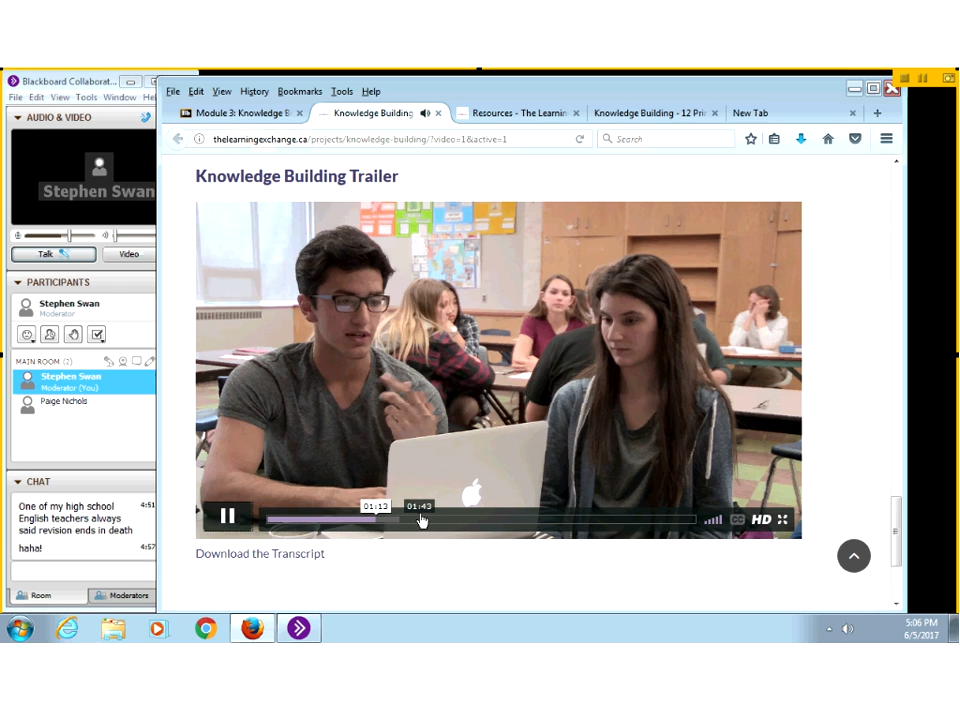 Blackboard Collaborat...
File Edit View Tools Window Hel
AUDIO & VIDEO
Stephen Swan
Talk
Video
PARTICIPANTS
Stephen Swan
Moderator
MAIN ROOM (2)
Stephen Swan
Moderator (You)
Paige Nichols
CHAT
One of my high school 4:51
English teachers always
said revision ends in death
haha! 4:57
Room
Moderators
File Edit View History Bookmarks Tools Help
Module 3: Knowledge B
Knowledge Building
Resources - The Learnin
Knowledge Building - 12 Prin
New Tab
thelearningexchange.ca/projects/knowledge-building/?video=1&active=1
Search
Knowledge Building Trailer
01:13
01:43
CC
HD
Download the Transcript
5:06 PM
6/5/2017